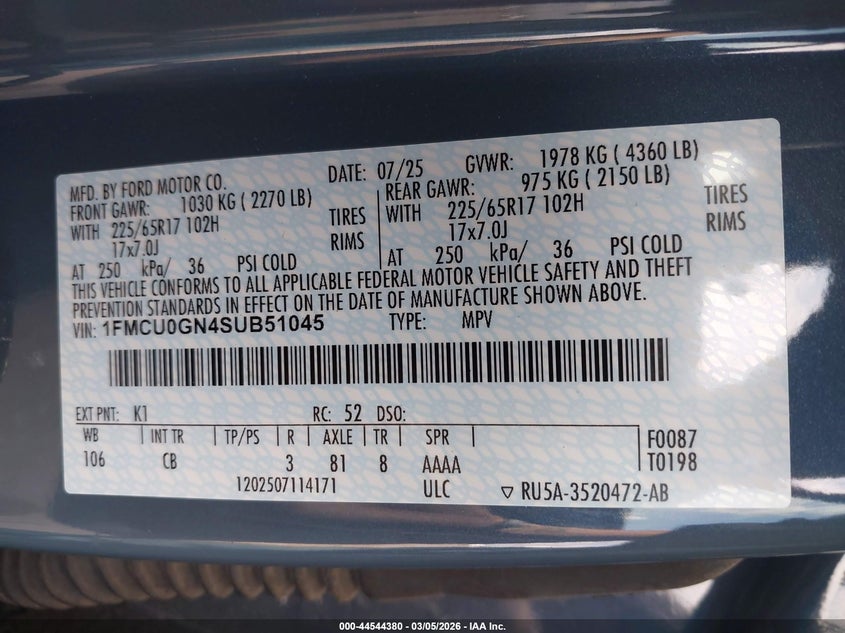 MFD. BY FORD MOTOR CO. DATE: 07/25 GVWR: 1978 KG ( 4360 LB)
FRONT GAWR: 1030 KG ( 2270 LB) REAR GAWR: 975 KG ( 2150 LB)
WITH 225/65R17 102H TIRES WITH 225/65R17 102H TIRES
17x7.0J RIMS 17x7.0J RIMS
AT 250 kPa/ 36 PSI COLD AT 250 kPa/ 36 PSI COLD
THIS VEHICLE CONFORMS TO ALL APPLICABLE FEDERAL MOTOR VEHICLE SAFETY AND THEFT
PREVENTION STANDARDS IN EFFECT ON THE DATE OF MANUFACTURE SHOWN ABOVE.
VIN: 1FMCU0GN4SUB51045 TYPE: MPV
EXT PNT: K1 RC: 52 DSO:
WB INT TR TP/PS R AXLE TR SPR F0087
106 CB 3 81 8 AAAA T0198
1202507114171 ULC ▽ RU5A-3520472-AB
000-44544380 - 03/05/2026 - IAA Inc.